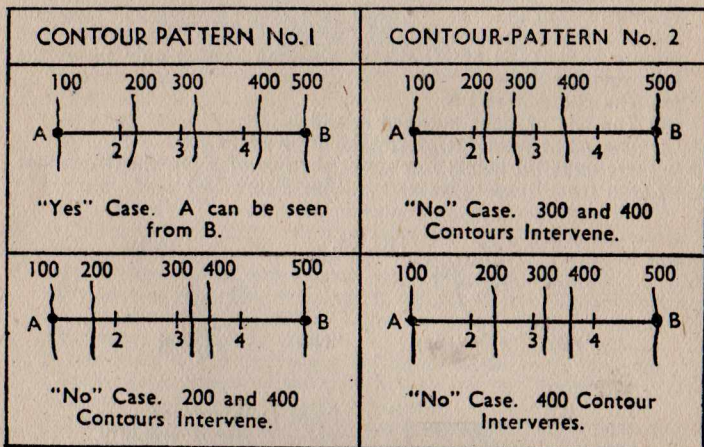 CONTOUR PATTERN No. 1
100 200 300 400 500
A B
2 3 4
"Yes" Case. A can be seen
from B.
CONTOUR-PATTERN No. 2
100 200 300 400 500
A B
2 3 4
"No" Case. 300 and 400
Contours Intervene.
100 200 300 400 500
A B
2 3 4
"No" Case. 200 and 400
Contours Intervene.
100 200 300 400 500
A B
2 3 4
"No" Case. 400 Contour
Intervenes.